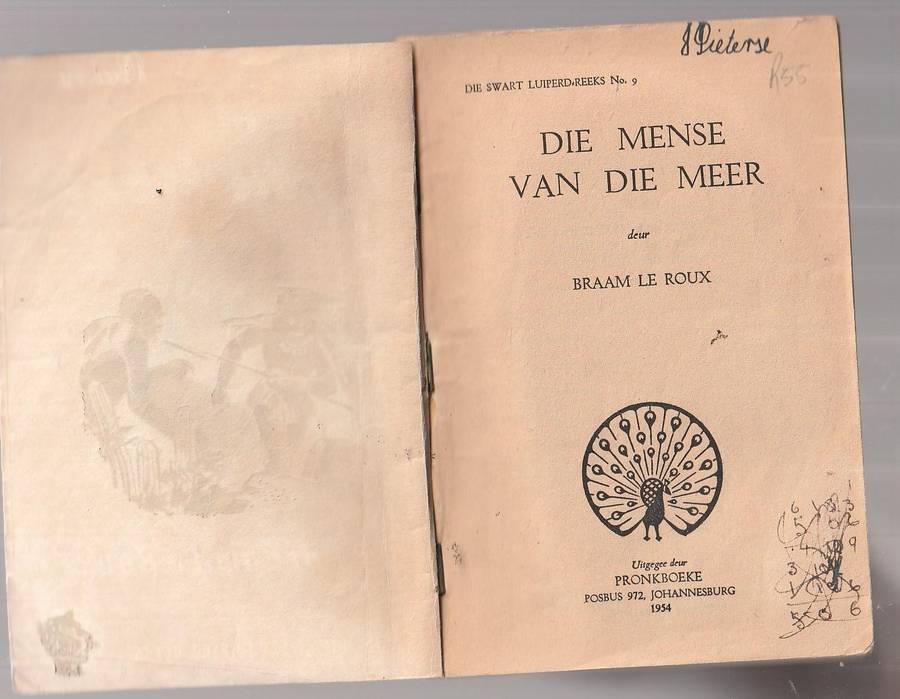 J Pieterse
R55
DIE SWART LUIPERD-REEKS No. 9
DIE MENSE
VAN DIE MEER
deur
BRAAM LE ROUX
Uitgegee deur
PRONKBOEKE
POSBUS 972, JOHANNESBURG
1954